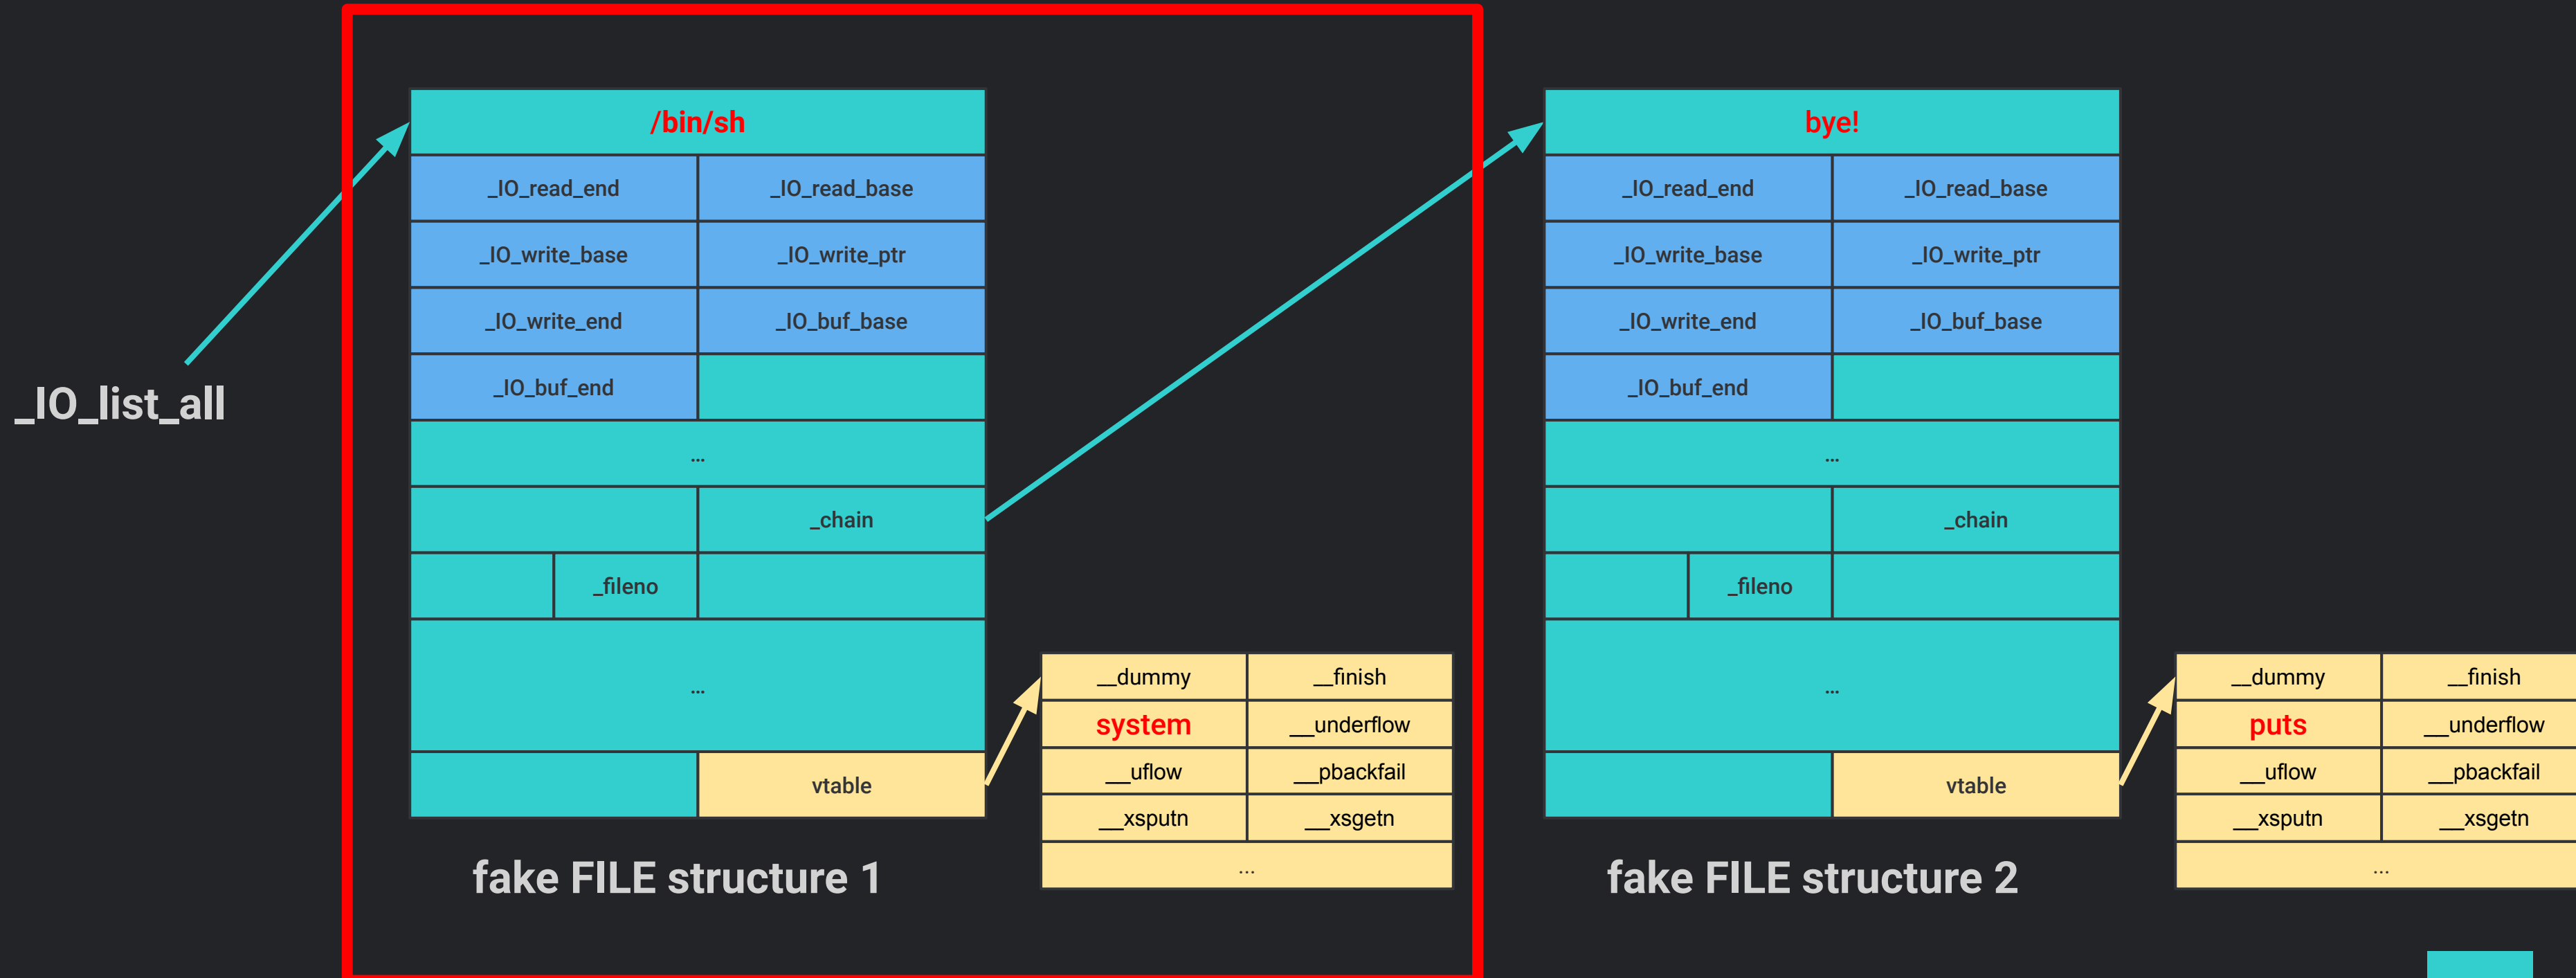 /bin/sh
_IO_read_end _IO_read_base
_IO_write_base _IO_write_ptr
_IO_write_end _IO_buf_base
_IO_buf_end
...
_chain
_fileno
...
vtable
__dummy __finish
system __underflow
__uflow __pbackfail
__xsputn __xsgetn
...
fake FILE structure 1
_IO_list_all
bye!
_IO_read_end _IO_read_base
_IO_write_base _IO_write_ptr
_IO_write_end _IO_buf_base
_IO_buf_end
...
_chain
_fileno
...
vtable
__dummy __finish
puts __underflow
__uflow __pbackfail
__xsputn __xsgetn
...
fake FILE structure 2